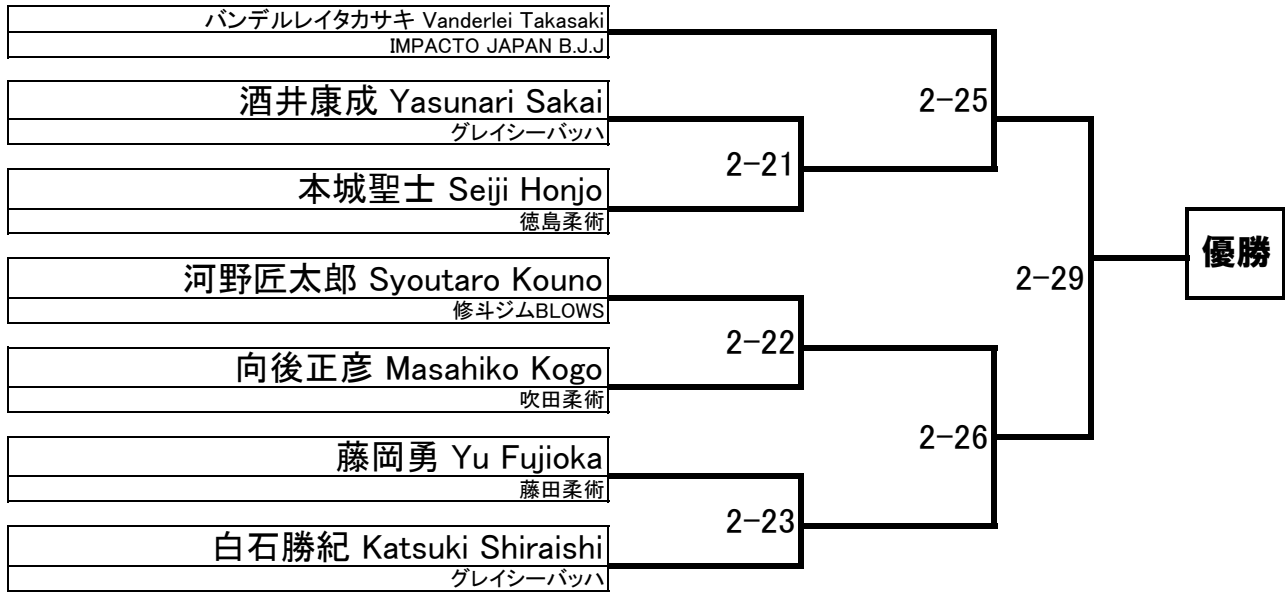 バンデルレイタカサキ Vanderlei Takasaki
IMPACTO JAPAN B.J.J
酒井康成 Yasunari Sakai
グレイシーバッハ
本城聖士 Seiji Honjo
徳島柔術
河野匠太郎 Syoutaro Kouno
修斗ジムBLOWS
向後正彦 Masahiko Kogo
吹田柔術
藤岡勇 Yu Fujioka
藤田柔術
白石勝紀 Katsuki Shiraishi
グレイシーバッハ
2-21
2-22
2-23
2-25
2-26
2-29
優勝